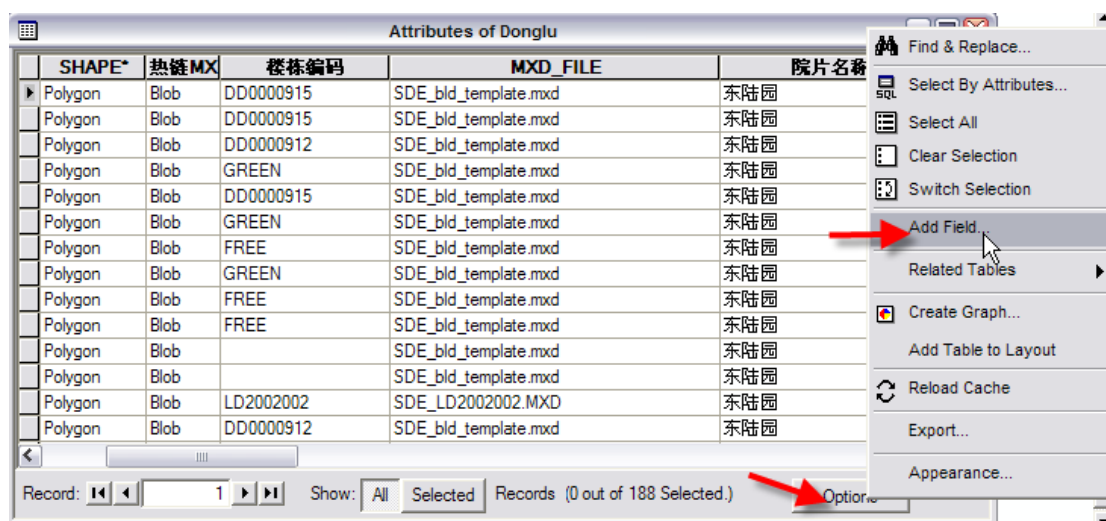 Attributes of Donglu
SHAPE* 热链MX 楼栋编码 MXD_FILE 院片名称
Polygon Blob DD0000915 SDE_bld_template.mxd 东陆园
Polygon Blob DD0000915 SDE_bld_template.mxd 东陆园
Polygon Blob DD0000912 SDE_bld_template.mxd 东陆园
Polygon Blob GREEN SDE_bld_template.mxd 东陆园
Polygon Blob DD0000915 SDE_bld_template.mxd 东陆园
Polygon Blob GREEN SDE_bld_template.mxd 东陆园
Polygon Blob FREE SDE_bld_template.mxd 东陆园
Polygon Blob GREEN SDE_bld_template.mxd 东陆园
Polygon Blob FREE SDE_bld_template.mxd 东陆园
Polygon Blob FREE SDE_bld_template.mxd 东陆园
Polygon Blob SDE_bld_template.mxd 东陆园
Polygon Blob SDE_bld_template.mxd 东陆园
Polygon Blob LD2002002 SDE_LD2002002.MXD 东陆园
Polygon Blob DD0000912 SDE_bld_template.mxd 东陆园
Record: 1 Show: All Selected Records (0 out of 188 Selected.) Options
Find & Replace...
SQL Select By Attributes...
Select All
Clear Selection
Switch Selection
Add Field...
Related Tables
Create Graph...
Add Table to Layout
Reload Cache
Export...
Appearance...